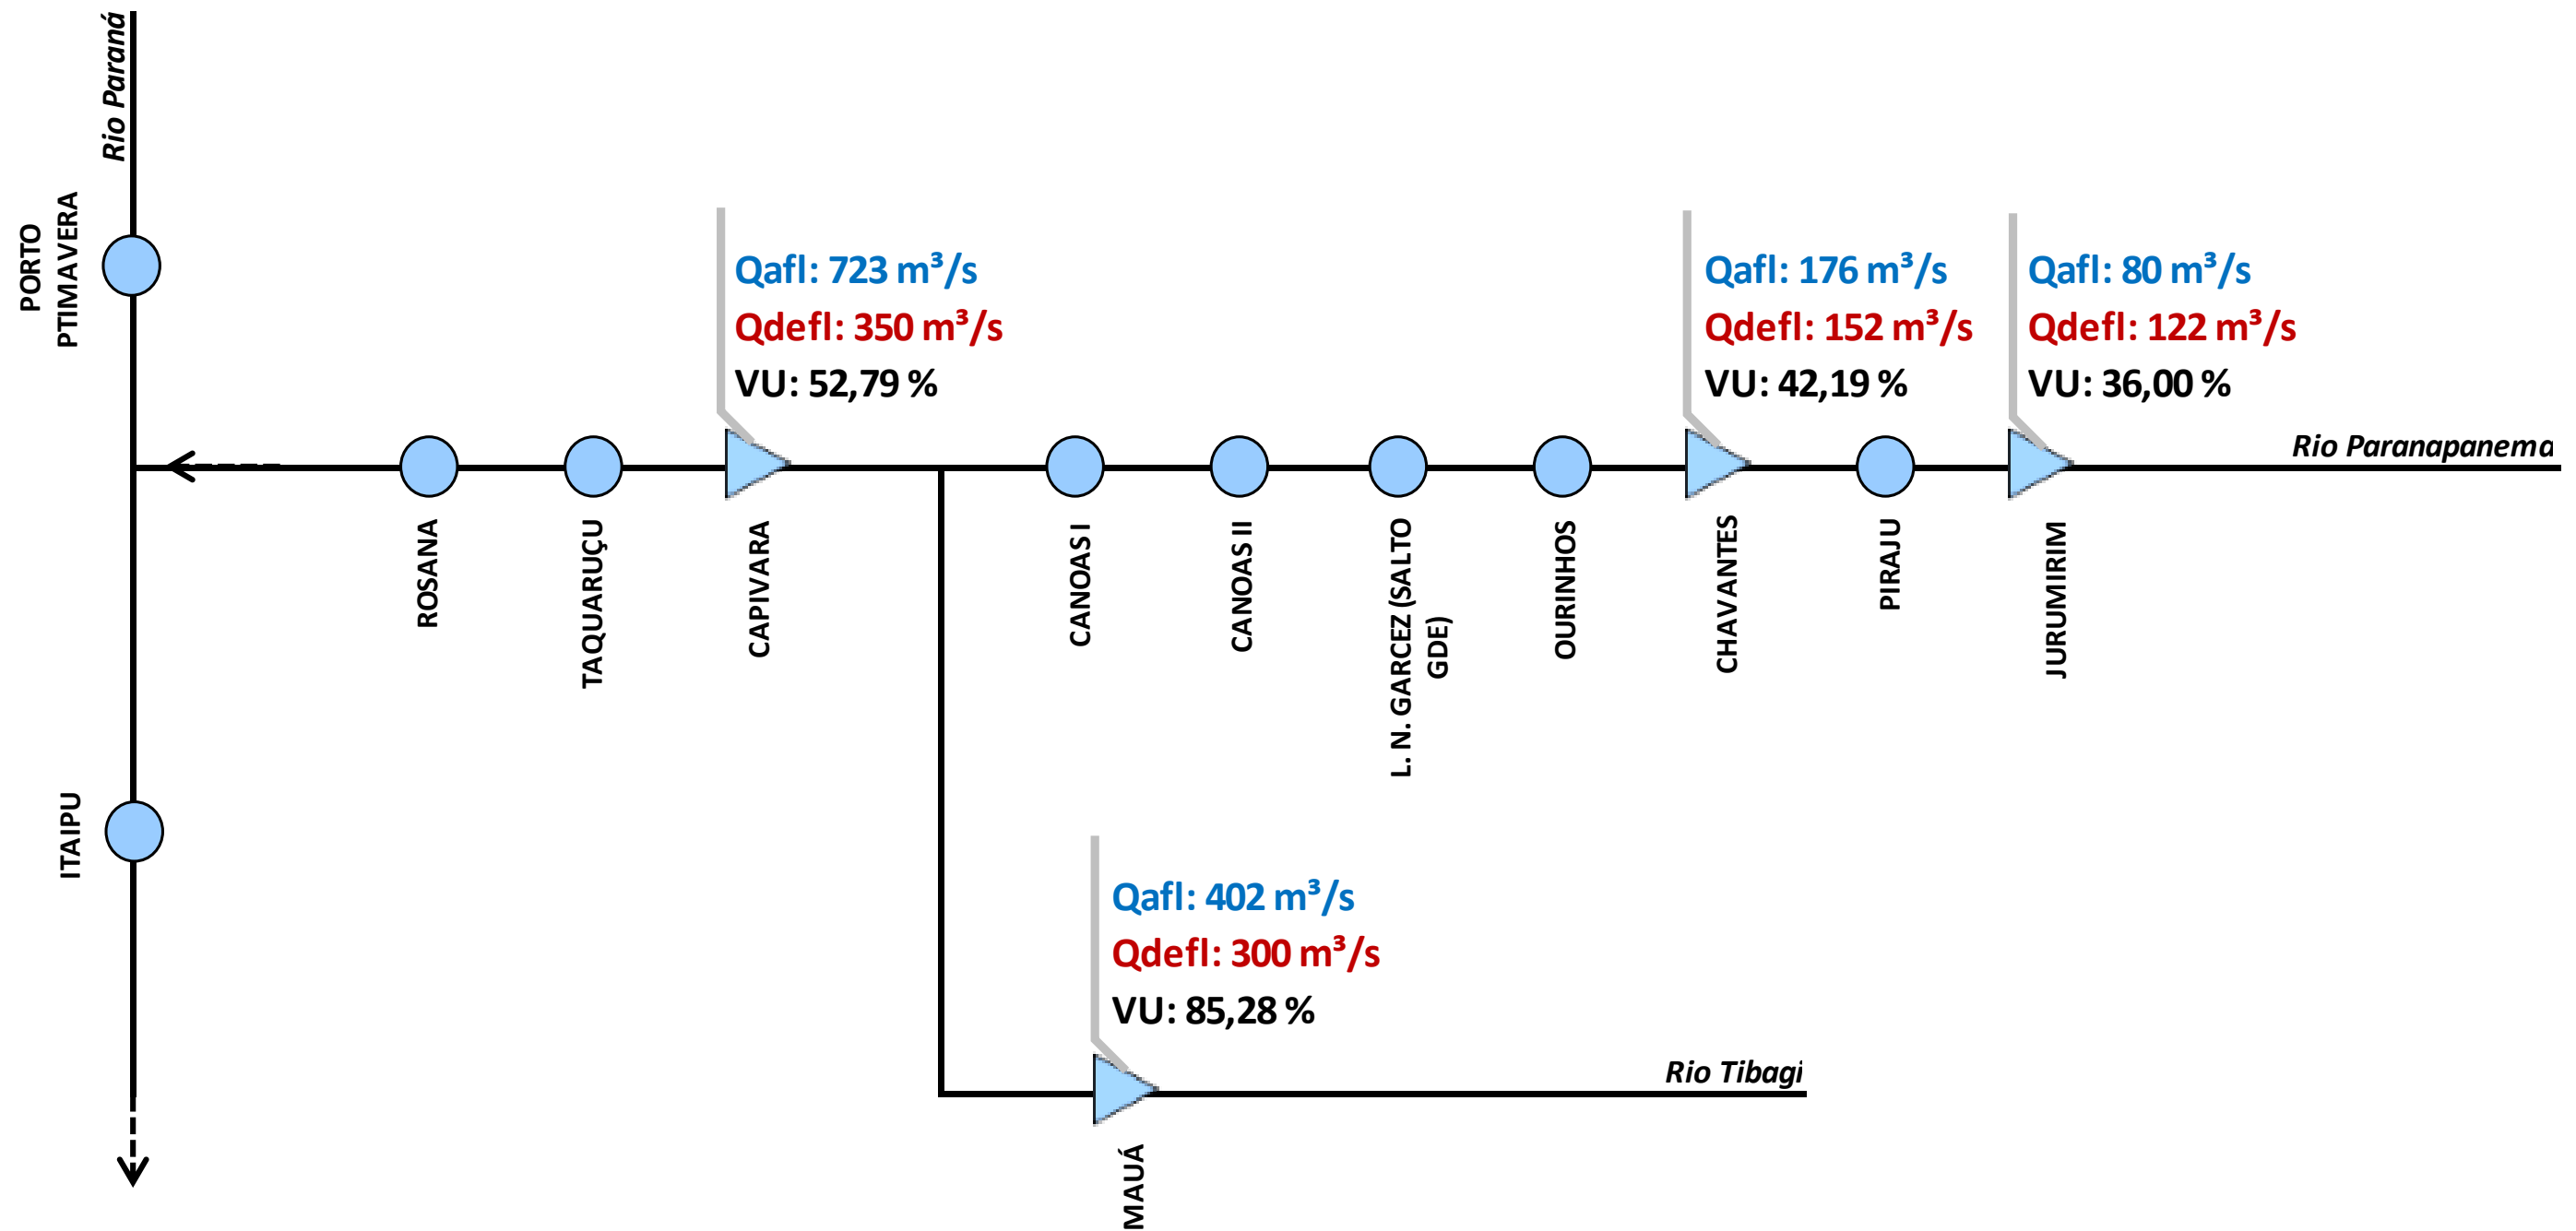 Rio Paraná
PORTO
PTIMAVERA
Qafl: 723 m³/s
Qdefl: 350 m³/s
VU: 52,79 %
Qafl: 176 m³/s
Qdefl: 152 m³/s
VU: 42,19 %
Qafl: 80 m³/s
Qdefl: 122 m³/s
VU: 36,00 %
Rio Paranapanema
ROSANA
TAQUARUÇU
CAPIVARA
CANOAS I
CANOAS II
L. N. GARCEZ (SALTO
GDE)
OURINHOS
CHAVANTES
PIRAJU
JURUMIRIM
ITAIPU
Qafl: 402 m³/s
Qdefl: 300 m³/s
VU: 85,28 %
Rio Tibagi
MAUÁ